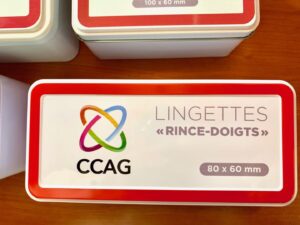 100 x 60 mm
LINGETTES
« RINCE-DOIGTS »
CCAG
80 x 60 mm